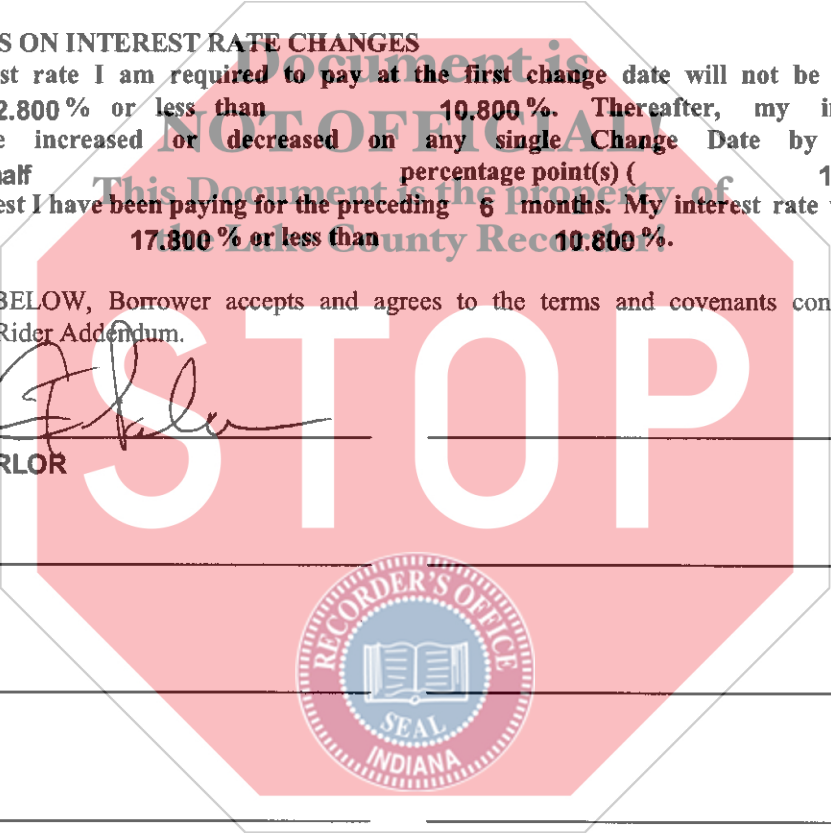 S ON INTEREST RATE CHANGES
st rate I am required to pay at the first change date will not be
2.800 % or less than 10.800 %. Thereafter, my i
e increased or decreased on any single Change Date by
half percentage point(s) ( 1
est I have been paying for the preceding 6 months. My interest rate
17.800 % or less than 10.800 %.
BELOW, Borrower accepts and agrees to the terms and covenants con
Rider Addendum.
RLOR
Document is
NOT OFFICIAL!
This Document is the property of
the Lake County Recorder!
STOP
RECORDER'S OFFICE
SEAL
INDIANA